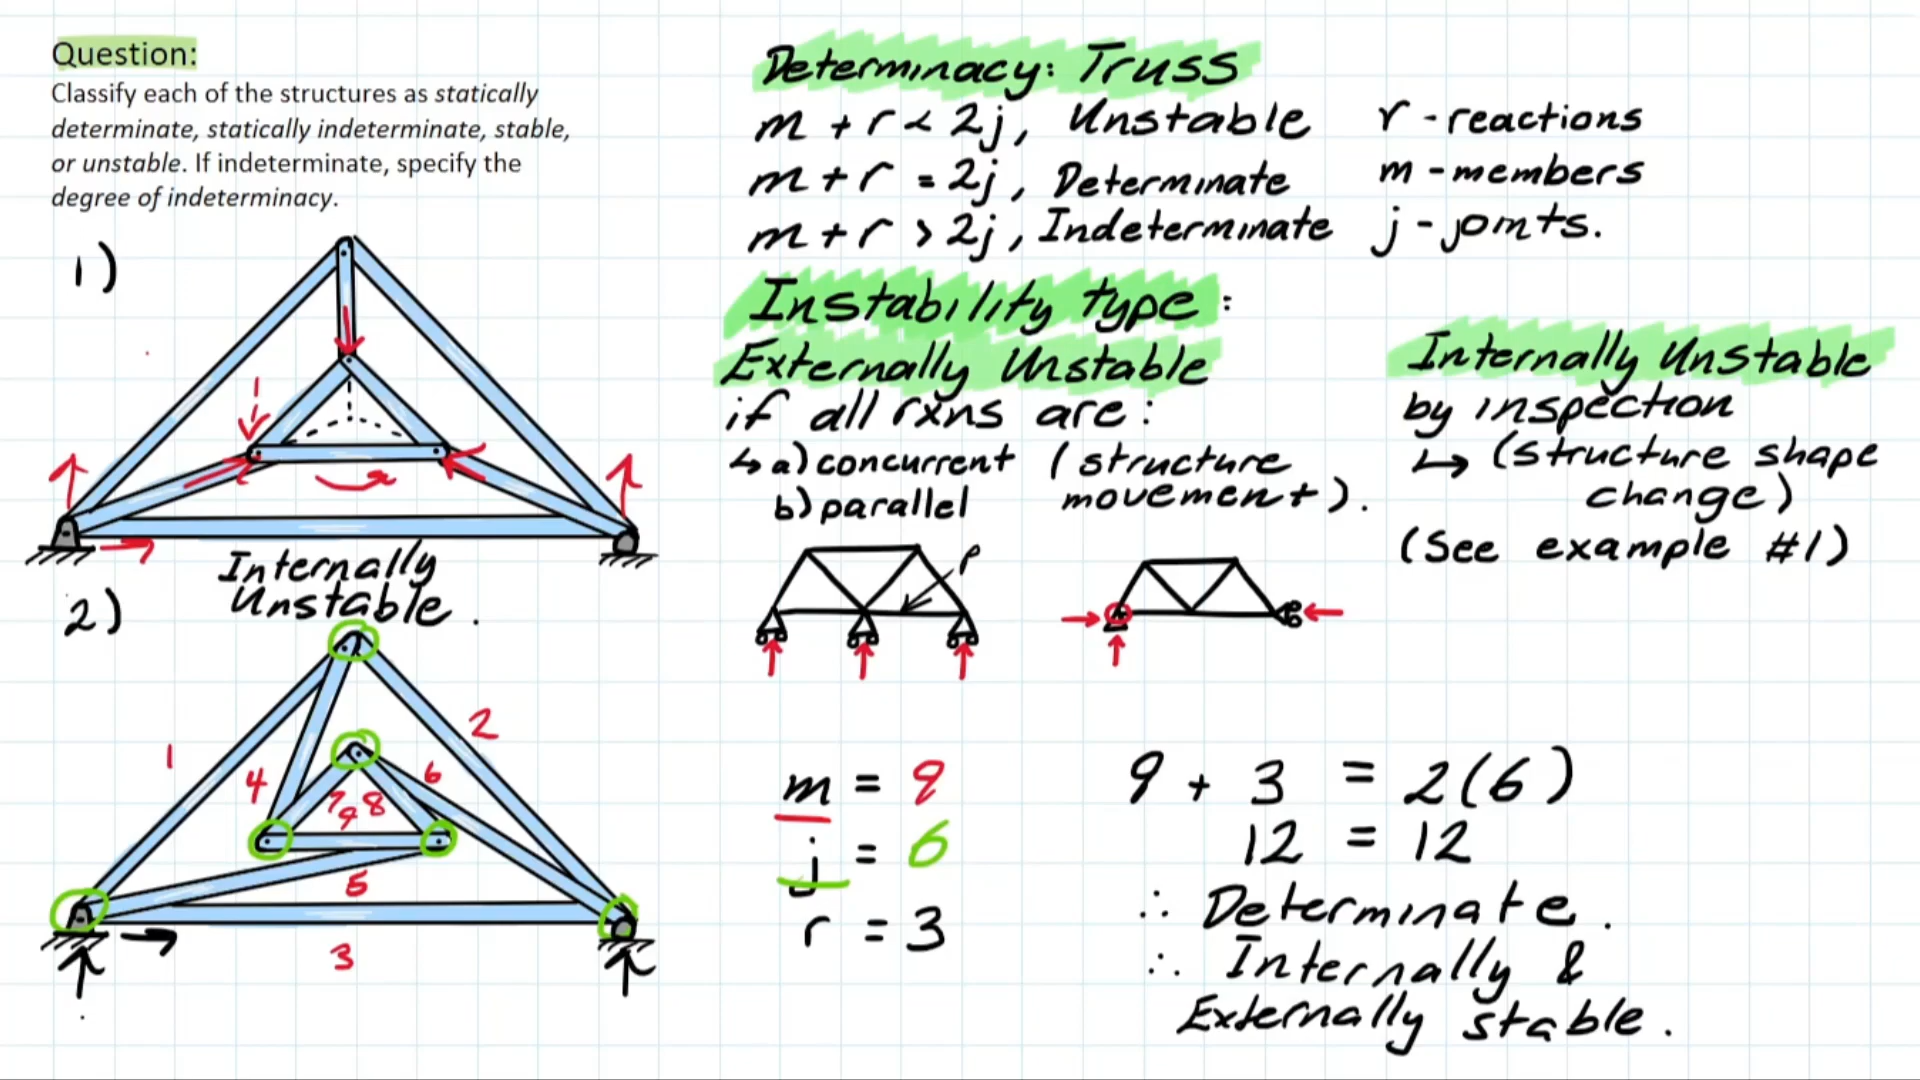 Question:
Classify each of the structures as statically
determinate, statically indeterminate, stable,
or unstable. If indeterminate, specify the
degree of indeterminacy.
1)
Internally
Unstable.
2)
1
2
4
6
7
8
9
5
3
Determinacy: Truss
m + r < 2j, Unstable
m + r = 2j, Determinate
m + r > 2j, Indeterminate
r - reactions
m - members
j - joints.
Instability type:
Externally Unstable
if all rxns are:
↳ a) concurrent (structure
b) parallel movement).
P
Internally Unstable
by inspection
↳ (structure shape
change)
(See example #1)
m = 9
j = 6
r = 3
9 + 3 = 2(6)
12 = 12
∴ Determinate.
∴ Internally &
Externally stable.